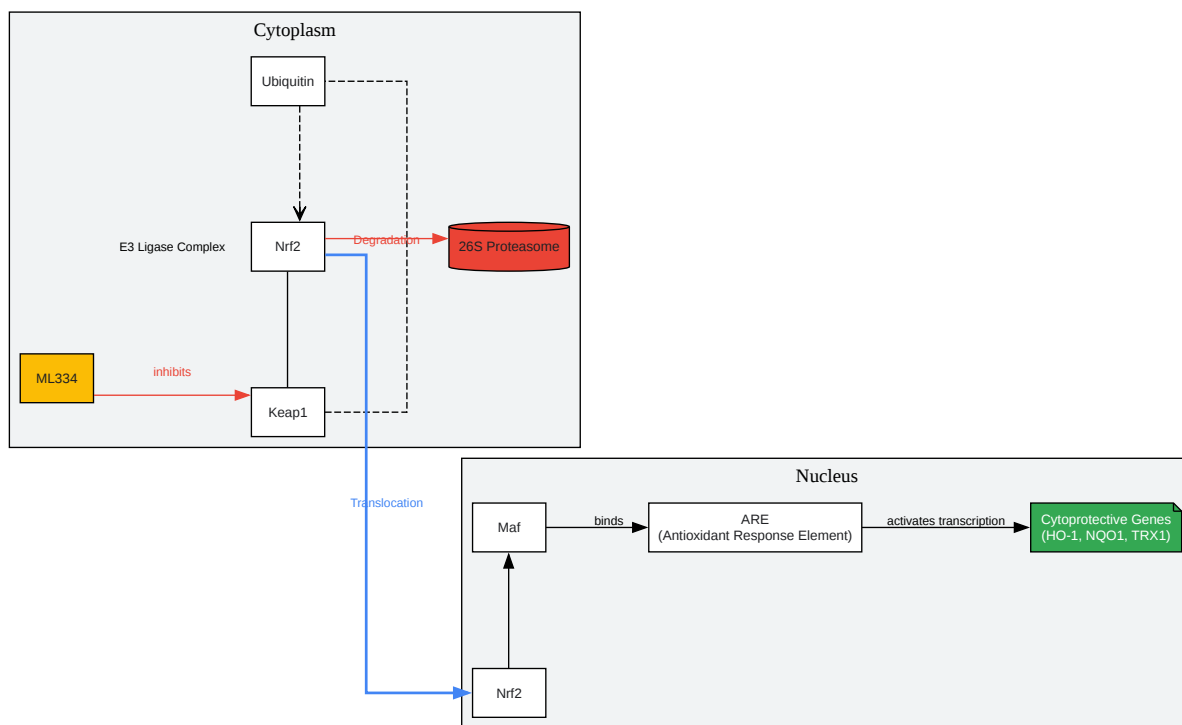 Cytoplasm
Ubiquitin
E3 Ligase Complex
Nrf2
Degradation
26S Proteasome
ML334
inhibits
Keap1
Translocation
Nucleus
Maf
binds
ARE
(Antioxidant Response Element)
activates transcription
Cytoprotective Genes
(HO-1, NQO1, TRX1)
Nrf2